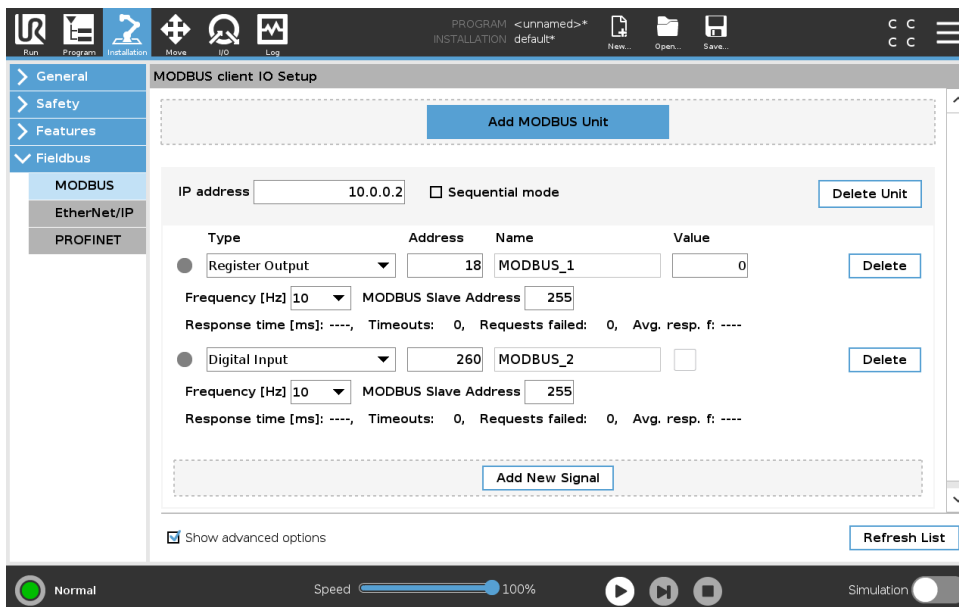 PROGRAM <unnamed>*
INSTALLATION default*
New... Open... Save...
C C
C C
Run Program Installation Move I/O Log
General
Safety
Features
Fieldbus
MODBUS
EtherNet/IP
PROFINET
MODBUS client IO Setup
Add MODBUS Unit
IP address 10.0.0.2 Sequential mode Delete Unit
Type Address Name Value
Register Output 18 MODBUS_1 0 Delete
Frequency [Hz] 10 MODBUS Slave Address 255
Response time [ms]: ----, Timeouts: 0, Requests failed: 0, Avg. resp. f: ----
Digital Input 260 MODBUS_2 Delete
Frequency [Hz] 10 MODBUS Slave Address 255
Response time [ms]: ----, Timeouts: 0, Requests failed: 0, Avg. resp. f: ----
Add New Signal
Show advanced options Refresh List
Normal Speed 100% Simulation